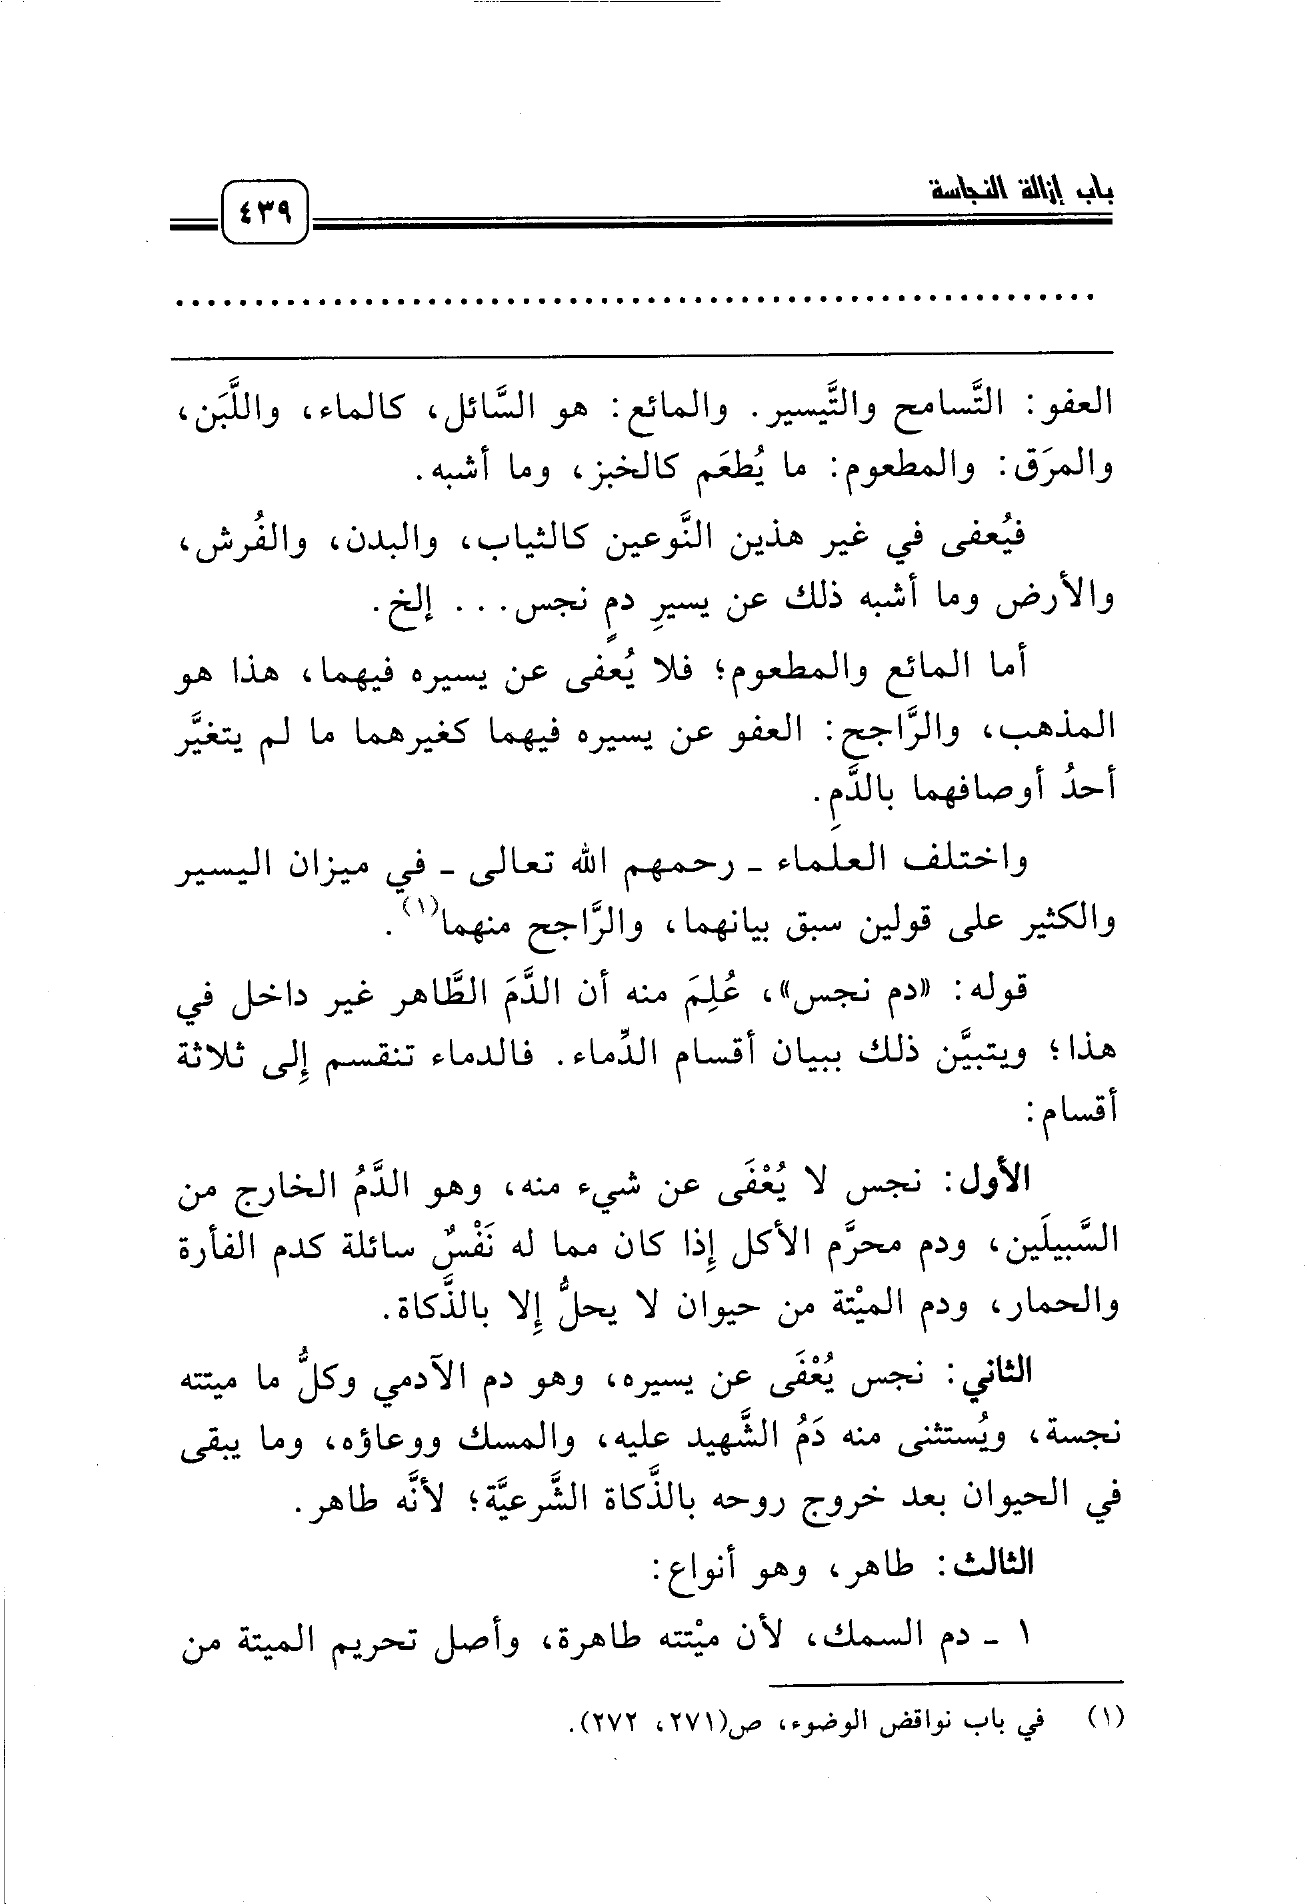 باب إزالة النجاسة
٤٣٩
العفو: التَّسامح والتَّيسير. والمائع: هو السَّائل، كالماء، واللَّبَن،
والمرَق: والمطعوم: ما يُطعَم كالخبز، وما أشبه.
فيُعفى في غير هذين النَّوعين كالثياب، والبدن، والفُرش،
والأرض وما أشبه ذلك عن يسيرِ دمٍ نجس... إلخ.
أما المائع والمطعوم؛ فلا يُعفى عن يسيره فيهما، هذا هو
المذهب، والرَّاجح: العفو عن يسيره فيهما كغيرهما ما لم يتغيَّر
أحدُ أوصافهما بالدَّمِ.
واختلف العلَماء ـ رحمهم الله تعالى ـ في ميزان اليسير
والكثير على قولين سبق بيانهما، والرَّاجح منهما(١).
قوله: «دم نجس»، عُلِمَ منه أن الدَّمَ الطَّاهر غير داخل في
هذا؛ ويتبيَّن ذلك ببيان أقسام الدِّماء. فالدماء تنقسم إِلى ثلاثة
أقسام:
الأول: نجس لا يُعْفَى عن شيء منه، وهو الدَّمُ الخارج من
السَّبيلَين، ودم محرَّم الأكل إِذا كان مما له نَفْسٌ سائلة كدم الفأرة
والحمار، ودم الميْتة من حيوان لا يحلُّ إِلا بالذَّكاة.
الثاني: نجس يُعْفَى عن يسيره، وهو دم الآدمي وكلُّ ما ميتته
نجسة، ويُستثنى منه دَمُ الشَّهيد عليه، والمسك ووعاؤه، وما يبقى
في الحيوان بعد خروج روحه بالذَّكاة الشَّرعيَّة؛ لأنَّه طاهر.
الثالث: طاهر، وهو أنواع:
١ ـ دم السمك، لأن ميْتته طاهرة، وأصل تحريم الميتة من
(١) في باب نواقض الوضوء، ص(٢٧١، ٢٧٢).